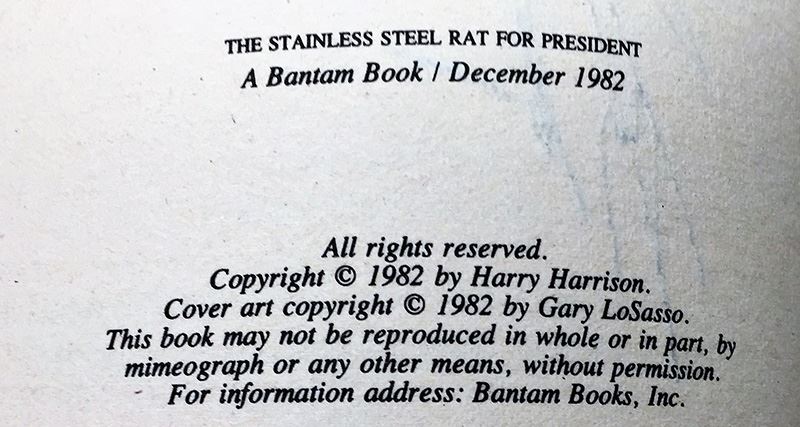 THE STAINLESS STEEL RAT FOR PRESIDENT
A Bantam Book / December 1982
All rights reserved.
Copyright © 1982 by Harry Harrison.
Cover art copyright © 1982 by Gary LoSasso.
This book may not be reproduced in whole or in part, by
mimeograph or any other means, without permission.
For information address: Bantam Books, Inc.